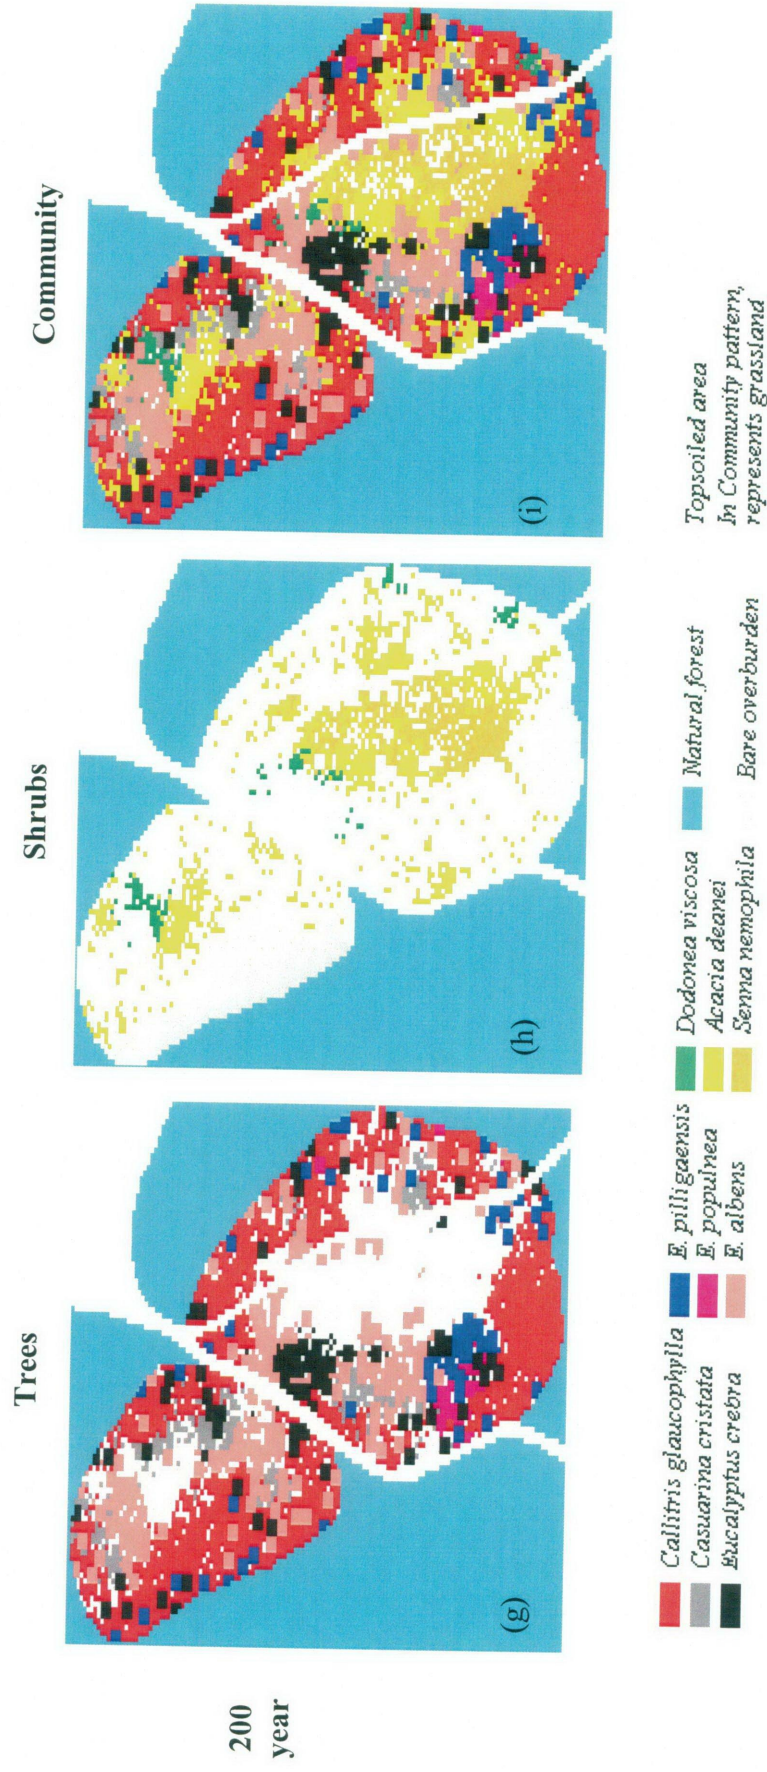 Trees
Shrubs
Community
200
year
(g)
(h)
(i)
Callitris glaucophylla
Casuarina cristata
Eucalyptus crebra
E. pilligaensis
E. populnea
E. albens
Dodonea viscosa
Acacia deanei
Senna nemophila
Natural forest
Bare overburden
Topsoiled area
In Community pattern,
represents grassland